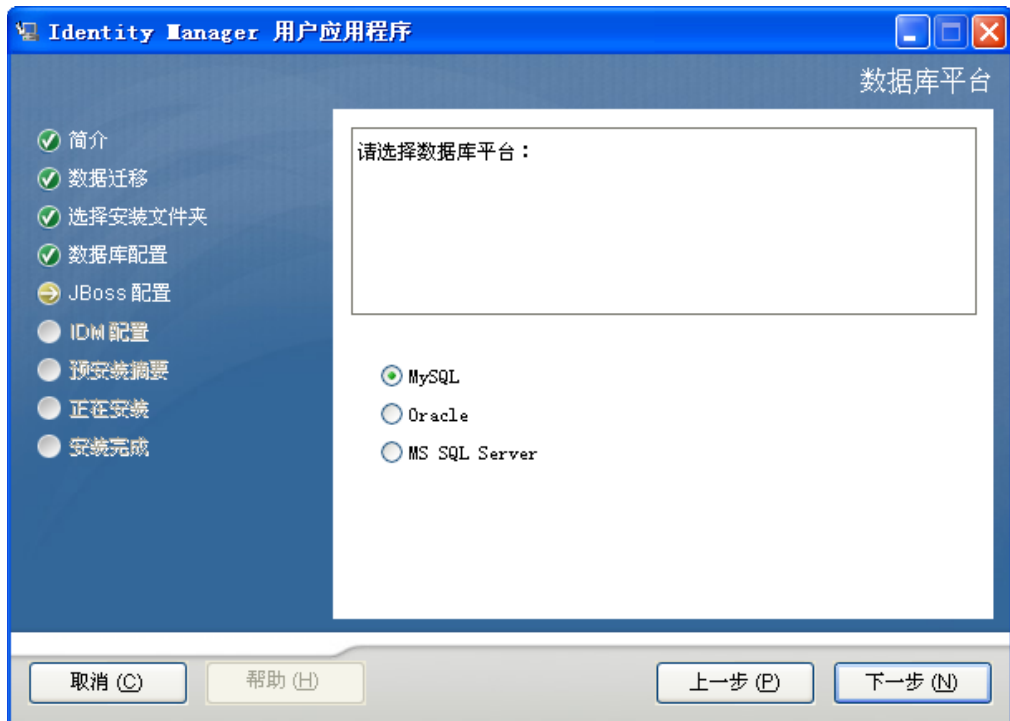 Identity Manager 用户应用程序
数据库平台
简介
数据迁移
选择安装文件夹
数据库配置
JBoss 配置
IDM 配置
预安装摘要
正在安装
安装完成
请选择数据库平台：
MySQL
Oracle
MS SQL Server
取消 (C)
帮助 (H)
上一步 (P)
下一步 (N)